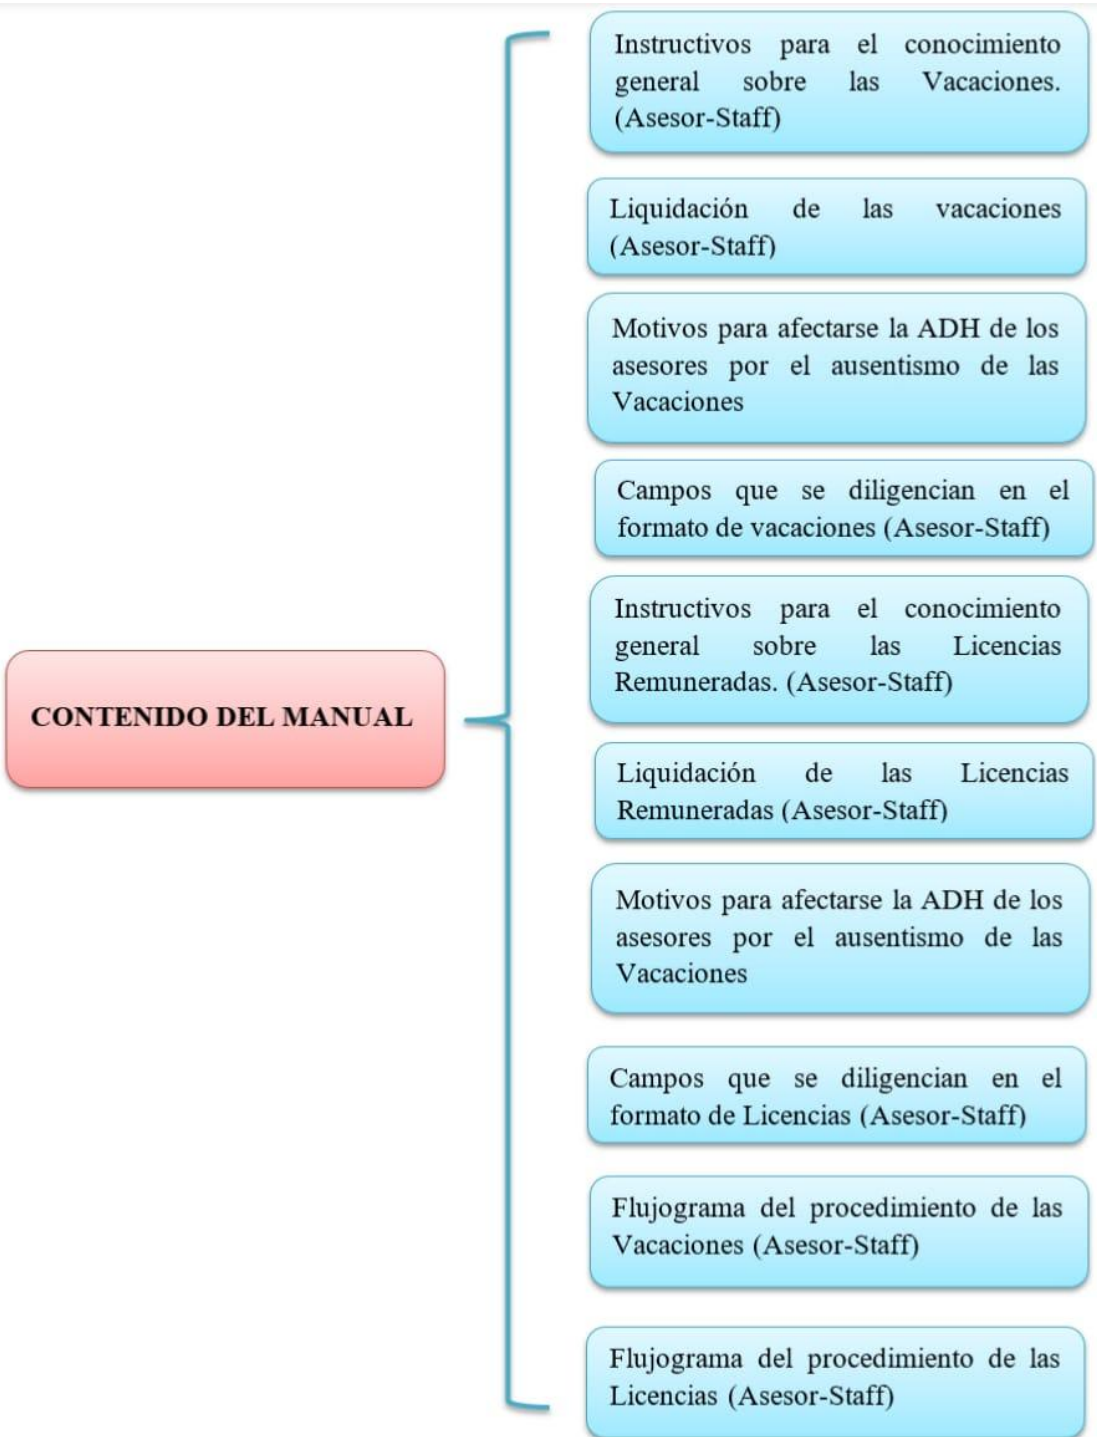 Instructivos para el conocimiento
general sobre las Vacaciones.
(Asesor-Staff)
Liquidación de las vacaciones
(Asesor-Staff)
Motivos para afectarse la ADH de los
asesores por el ausentismo de las
Vacaciones
Campos que se diligencian en el
formato de vacaciones (Asesor-Staff)
Instructivos para el conocimiento
general sobre las Licencias
Remuneradas. (Asesor-Staff)
CONTENIDO DEL MANUAL
Liquidación de las Licencias
Remuneradas (Asesor-Staff)
Motivos para afectarse la ADH de los
asesores por el ausentismo de las
Vacaciones
Campos que se diligencian en el
formato de Licencias (Asesor-Staff)
Flujograma del procedimiento de las
Vacaciones (Asesor-Staff)
Flujograma del procedimiento de las
Licencias (Asesor-Staff)